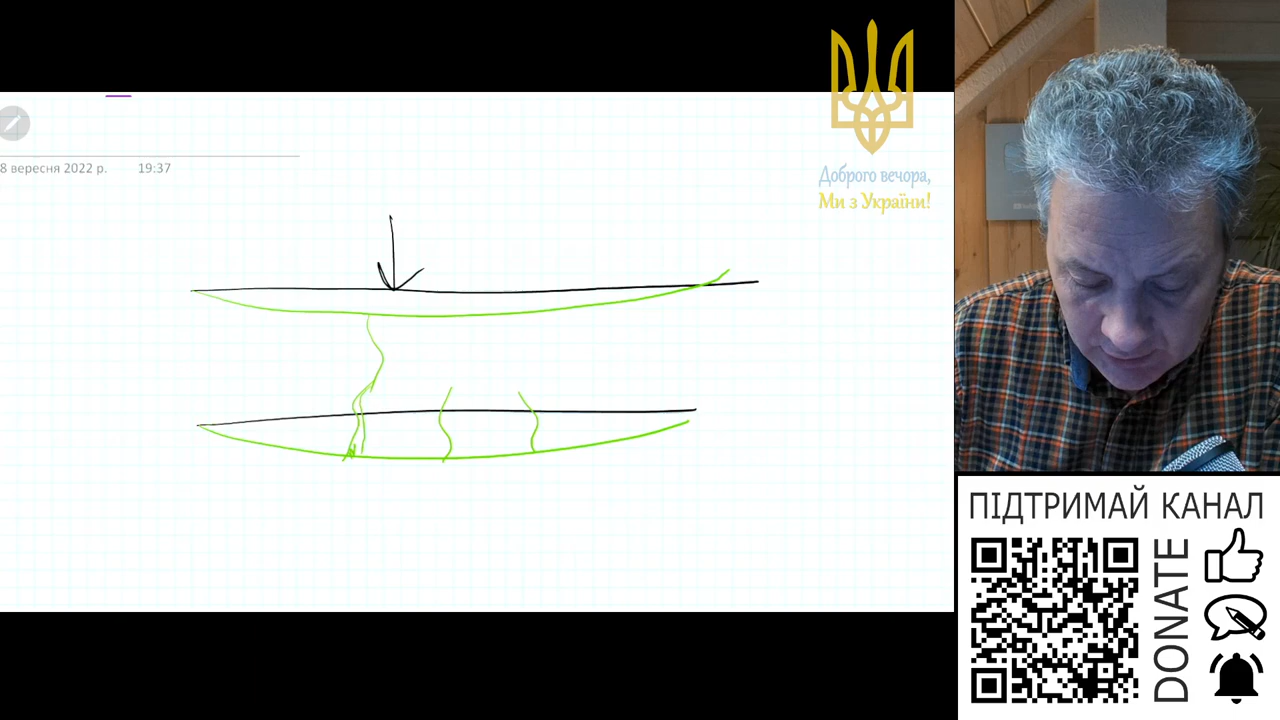 Доброго вечора,
Ми з України!
8 вересня 2022 р. 19:37
ПІДТРИМАЙ КАНАЛ
DONATE